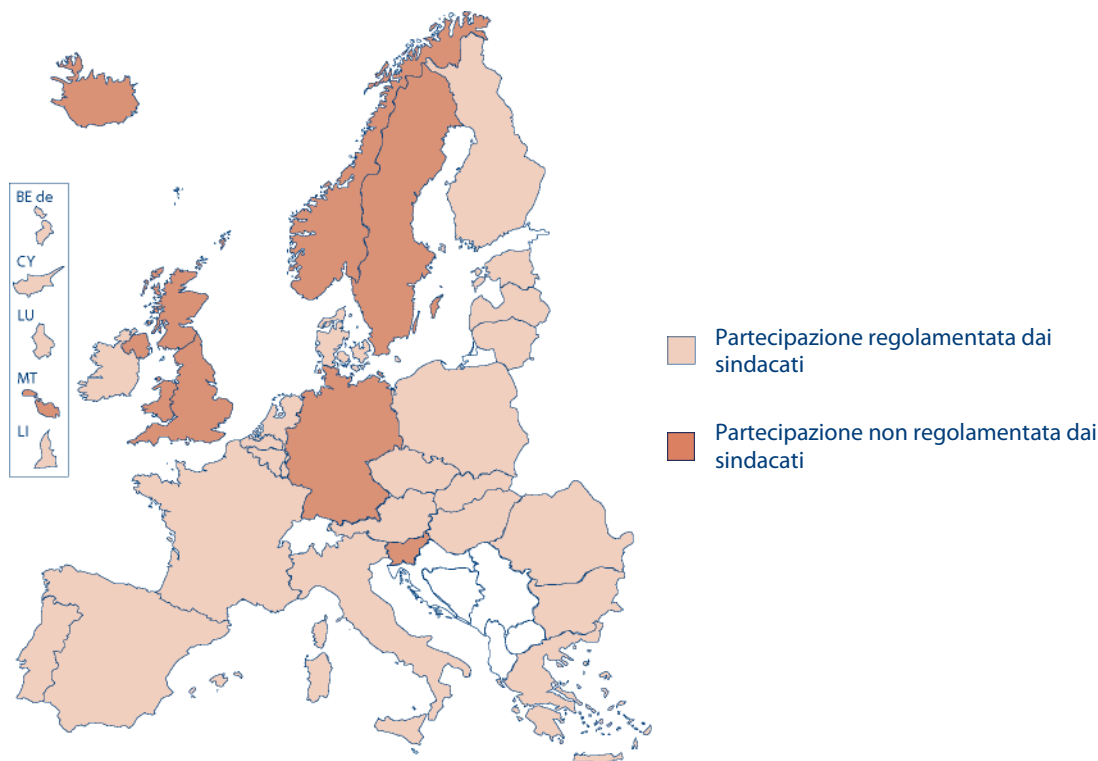 BE de
CY
LU
MT
LI
Partecipazione regolamentata dai
sindacati
Partecipazione non regolamentata dai
sindacati